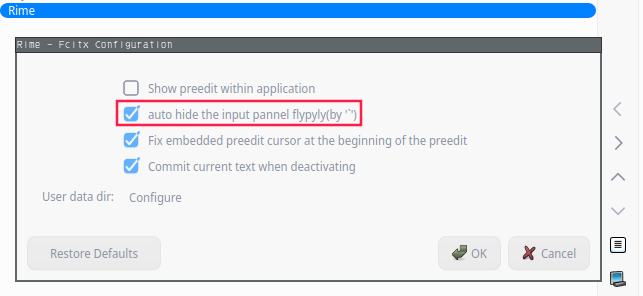 Rime
Rime - Fcitx Configuration
Show preedit within application
auto hide the input pannel flypyly(by '`')
Fix embedded preedit cursor at the beginning of the preedit
Commit current text when deactivating
User data dir: Configure
Restore Defaults OK Cancel